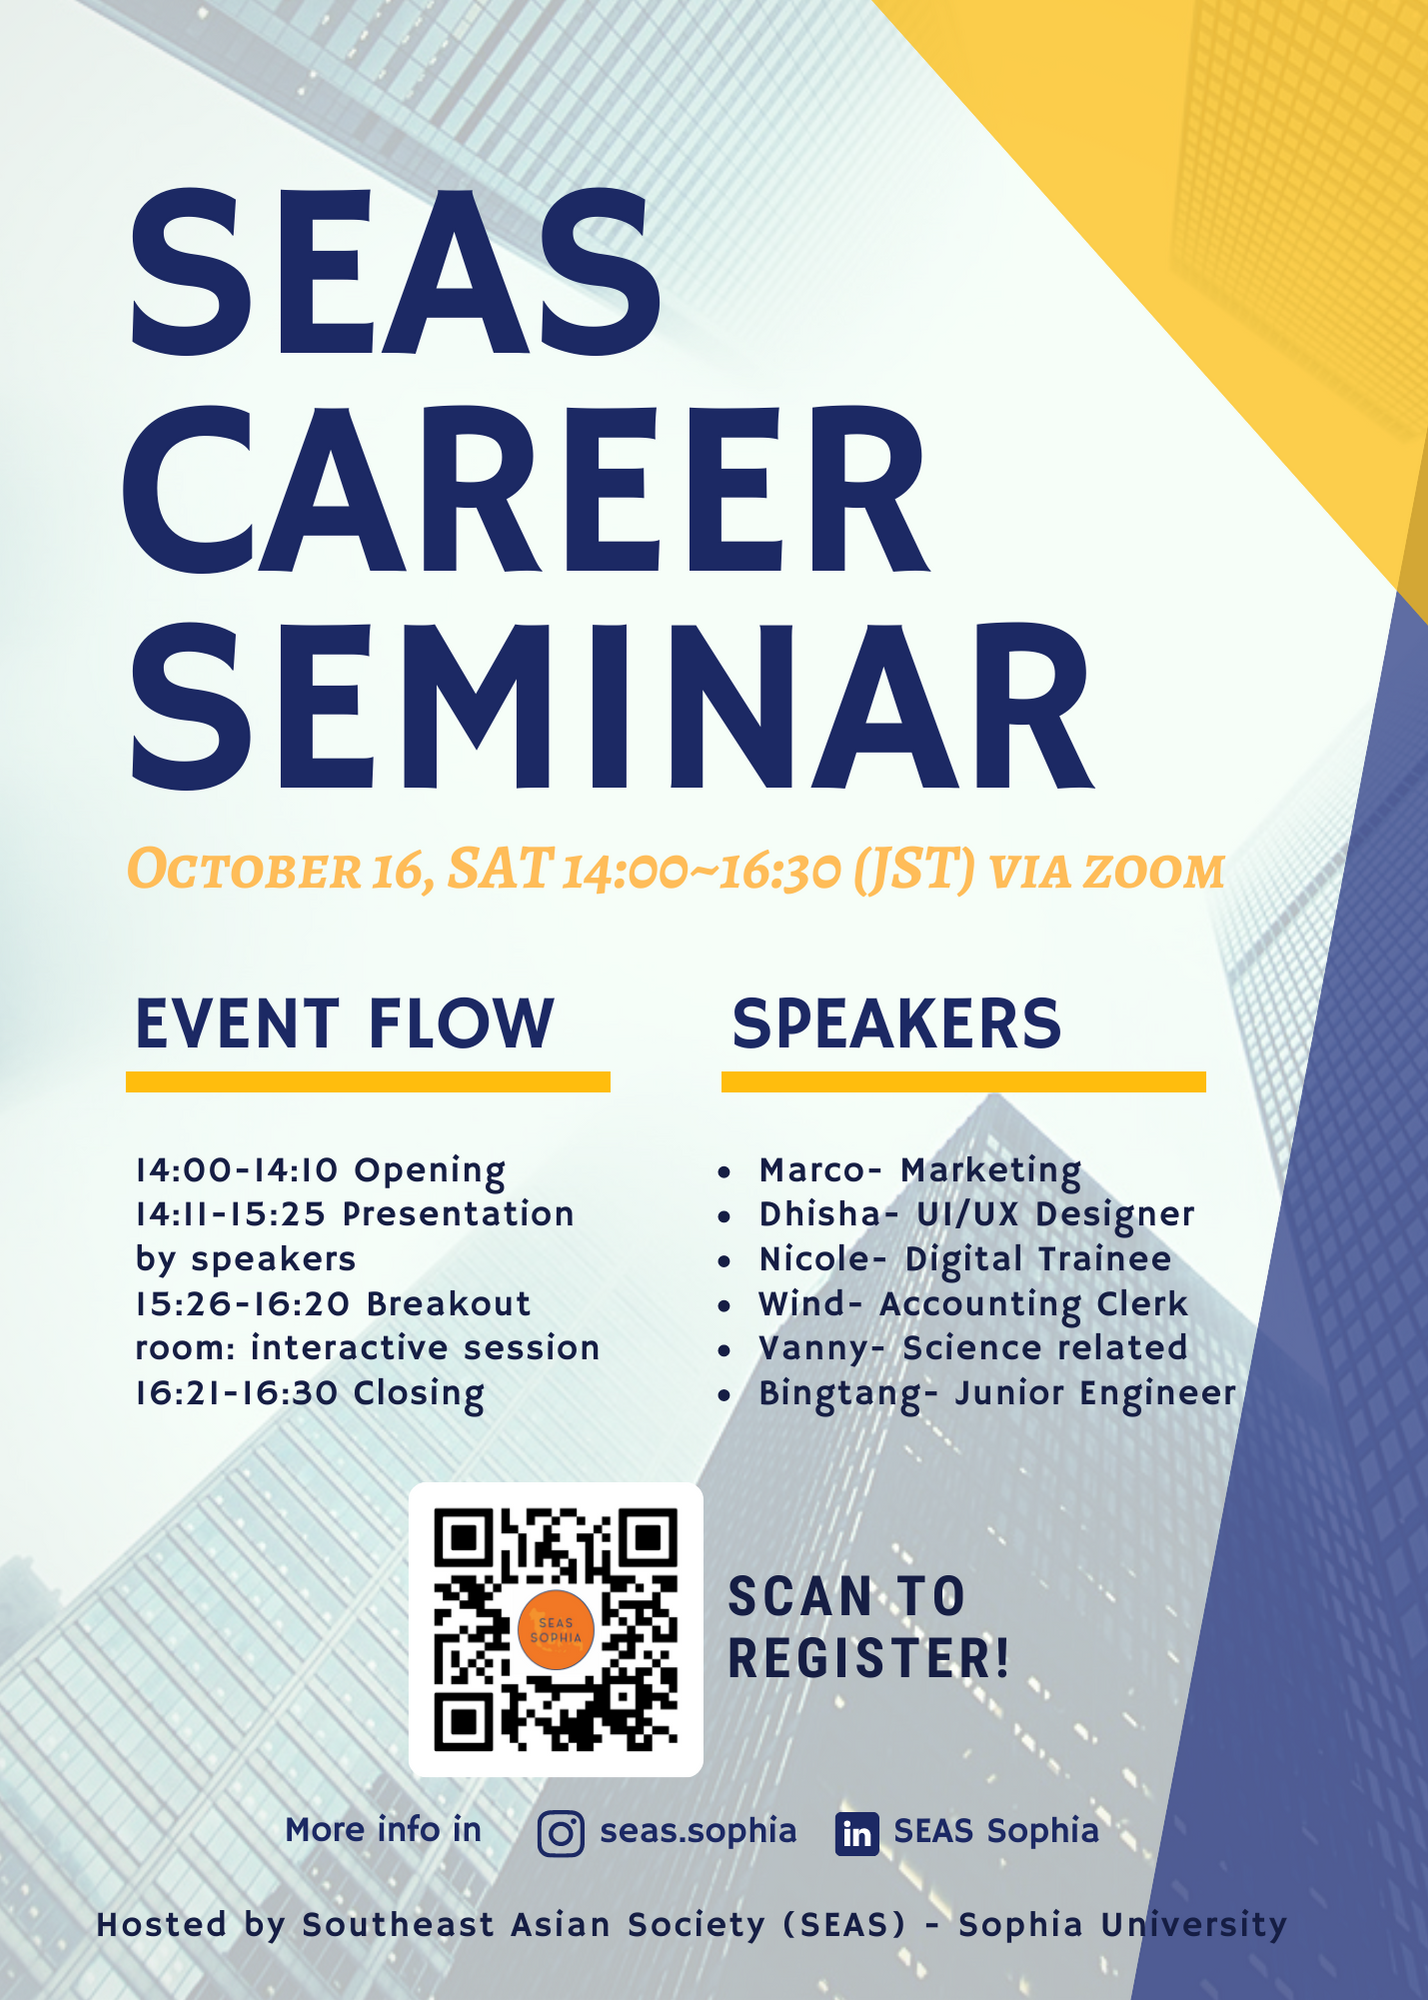 SEAS
CAREER
SEMINAR
October 16, SAT 14:00~16:30 (JST) via zoom
EVENT FLOW
14:00-14:10 Opening
14:11-15:25 Presentation
by speakers
15:26-16:20 Breakout
room: interactive session
16:21-16:30 Closing
SPEAKERS
• Marco- Marketing
• Dhisha- UI/UX Designer
• Nicole- Digital Trainee
• Wind- Accounting Clerk
• Vanny- Science related
• Bingtang- Junior Engineer
SEAS
SOPHIA
SCAN TO
REGISTER!
More info in seas.sophia in SEAS Sophia
Hosted by Southeast Asian Society (SEAS) - Sophia University